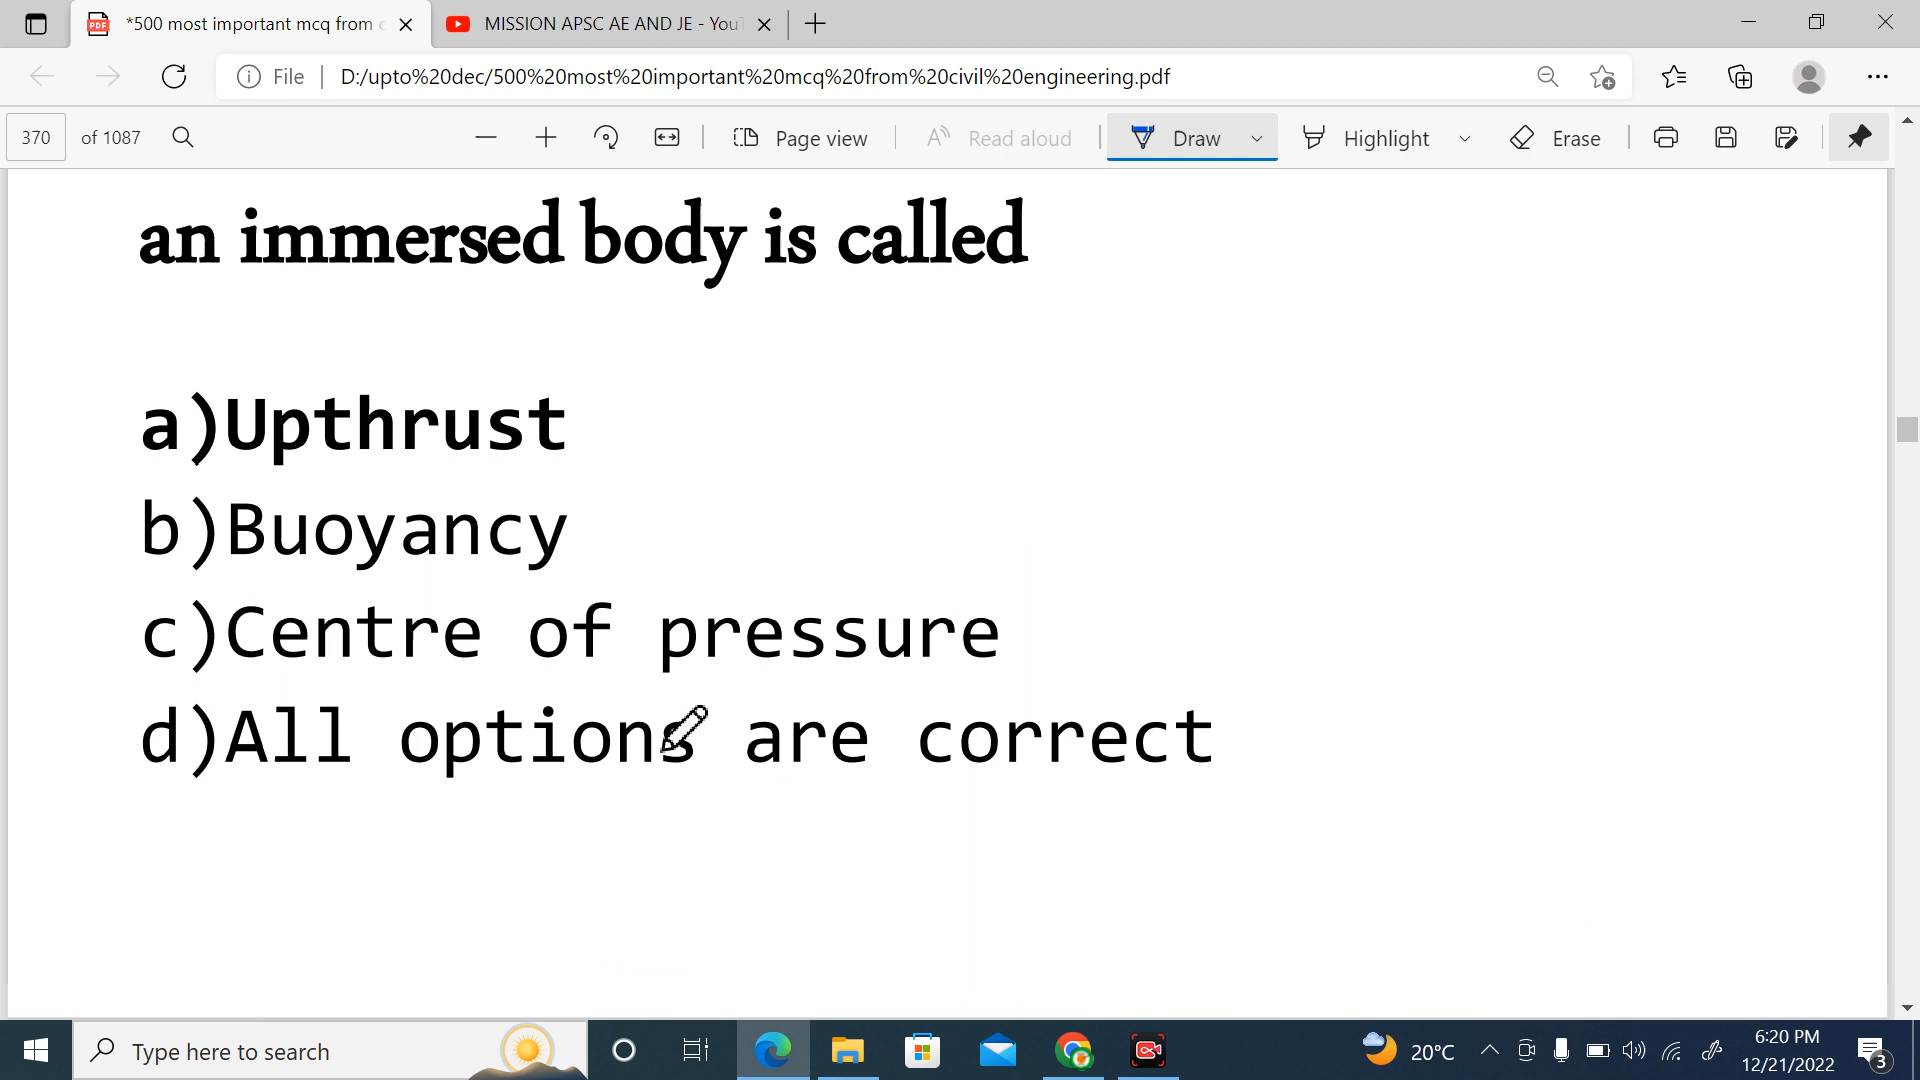 *500 most important mcq from c
MISSION APSC AE AND JE - YouT
File
D:/upto%20dec/500%20most%20important%20mcq%20from%20civil%20engineering.pdf
370 of 1087
Page view
Read aloud
Draw
Highlight
Erase
an immersed body is called
a)Upthrust
b)Buoyancy
c)Centre of pressure
d)All options are correct
Type here to search
20°C
6:20 PM
12/21/2022
3